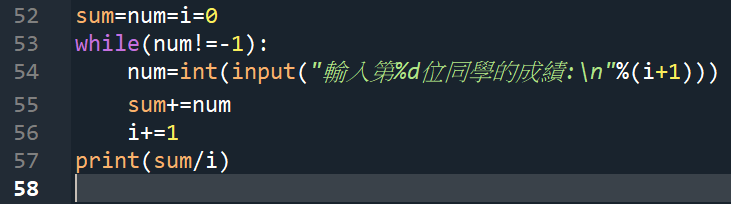 52 sum=num=i=0
53 while(num!=-1):
54     num=int(input("輸入第%d位同學的成績:\n"%(i+1)))
55     sum+=num
56     i+=1
57 print(sum/i)
58